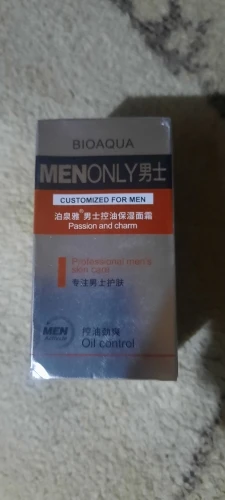 BIOAQUA
MENONLY男士
CUSTOMIZED FOR MEN
泊泉雅®男士控油保湿面霜
Passion and charm
Professional men's
skin care
专注男士护肤
MEN
控油劲爽
Oil control